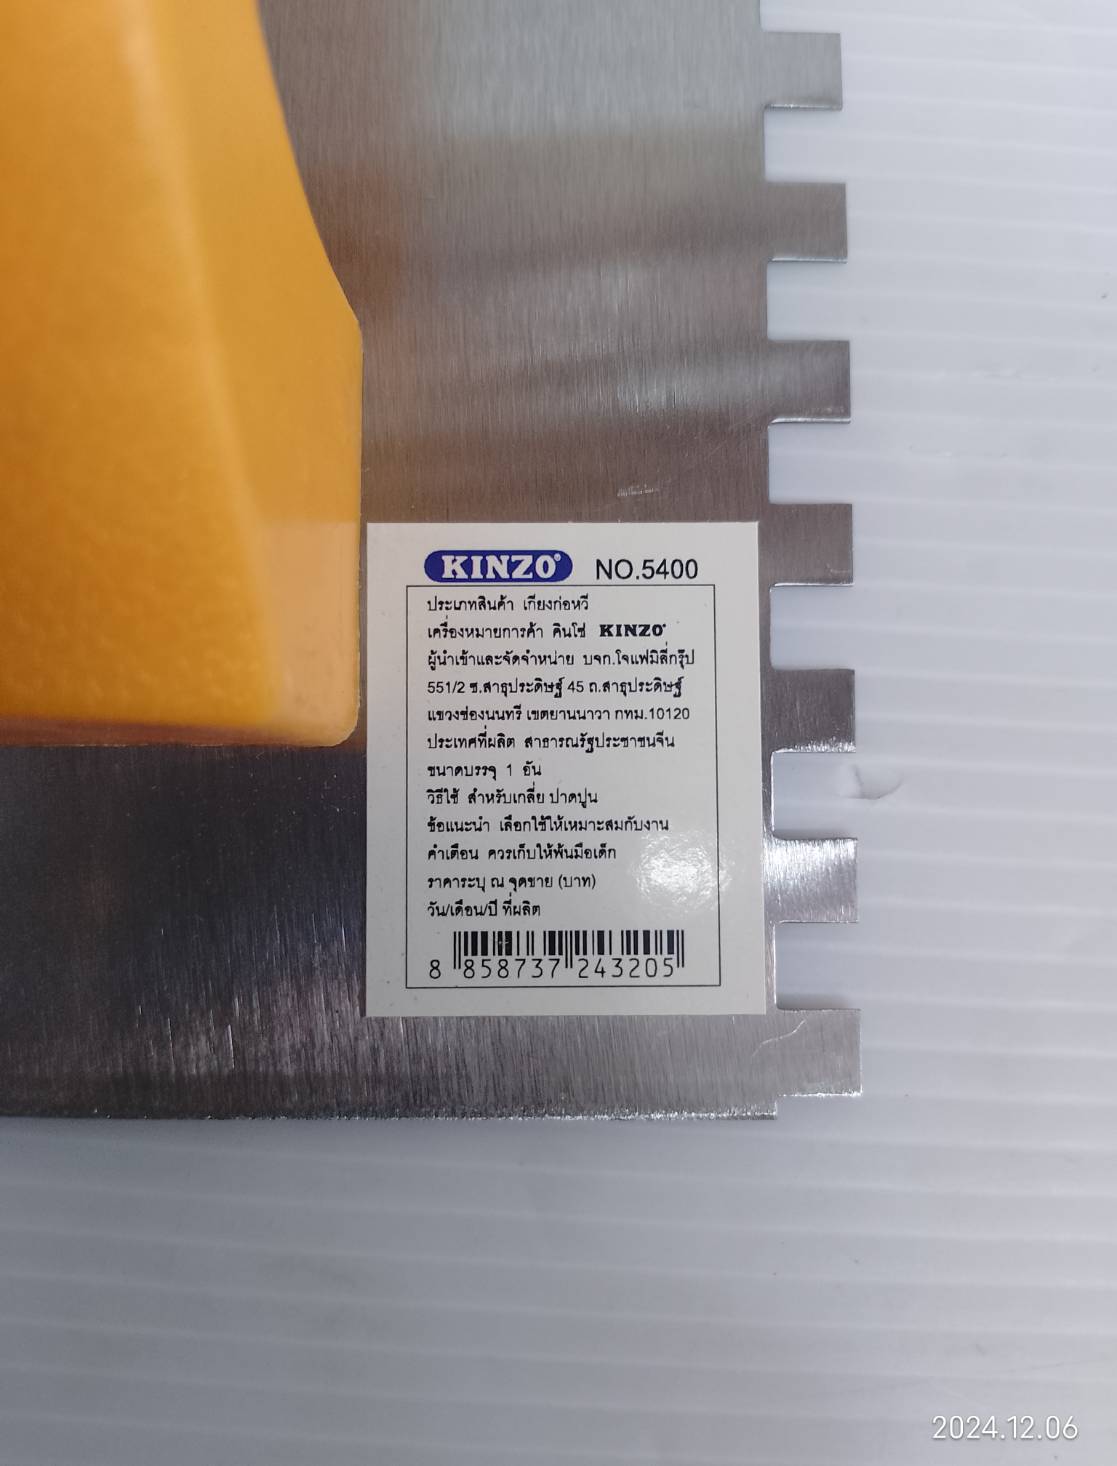 KINZO® NO.5400
ประเภทสินค้า เกียงก่อหวี
เครื่องหมายการค้า คินโซ่ KINZO®
ผู้นำเข้าและจัดจำหน่าย บจก.โจแฟมิลี่กรุ๊ป
551/2 ซ.สาธุประดิษฐ์ 45 ถ.สาธุประดิษฐ์
แขวงช่องนนทรี เขตยานนาวา กทม.10120
ประเทศที่ผลิต สาธารณรัฐประชาชนจีน
ขนาดบรรจุ 1 อัน
วิธีใช้ สำหรับเกลี่ย ปาดปูน
ข้อแนะนำ เลือกใช้ให้เหมาะสมกับงาน
คำเตือน ควรเก็บให้พ้นมือเด็ก
ราคาระบุ ณ จุดขาย (บาท)
วัน/เดือน/ปี ที่ผลิต
8 858737 243205
2024.12.06